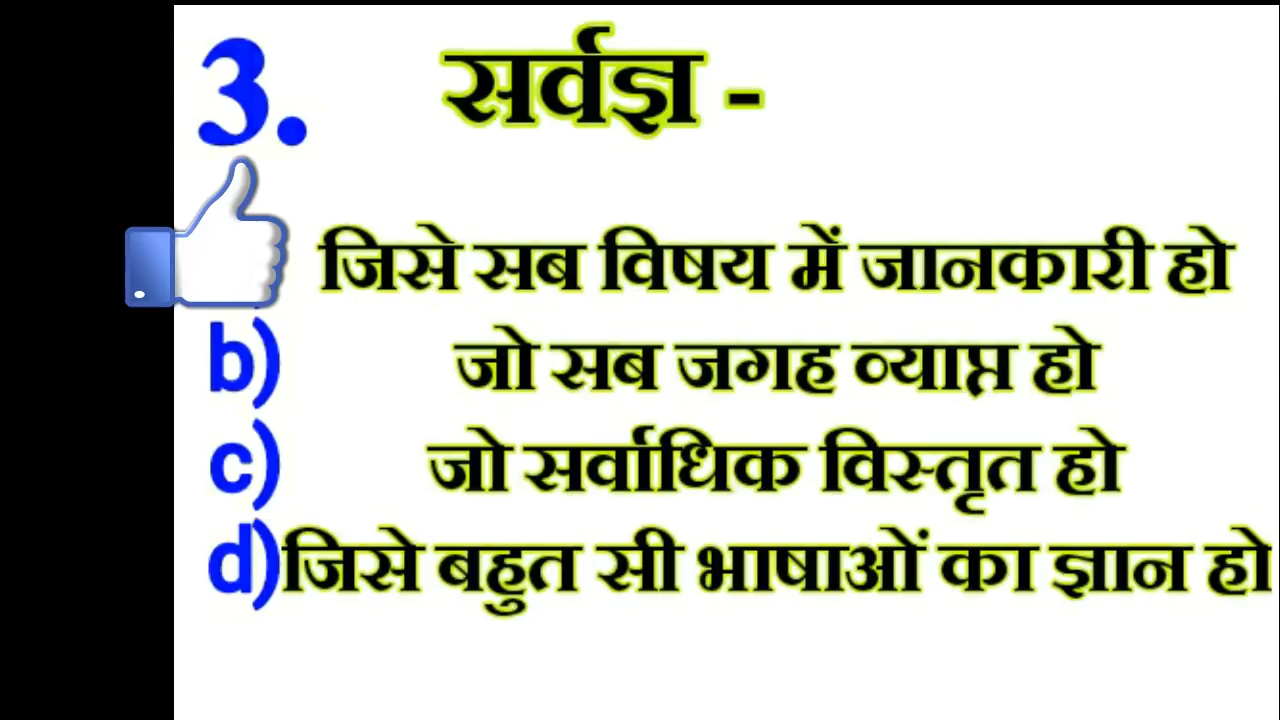 3. सर्वज्ञ -
जिसे सब विषय में जानकारी हो
b) जो सब जगह व्याप्त हो
c) जो सर्वाधिक विस्तृत हो
d) जिसे बहुत सी भाषाओं का ज्ञान हो